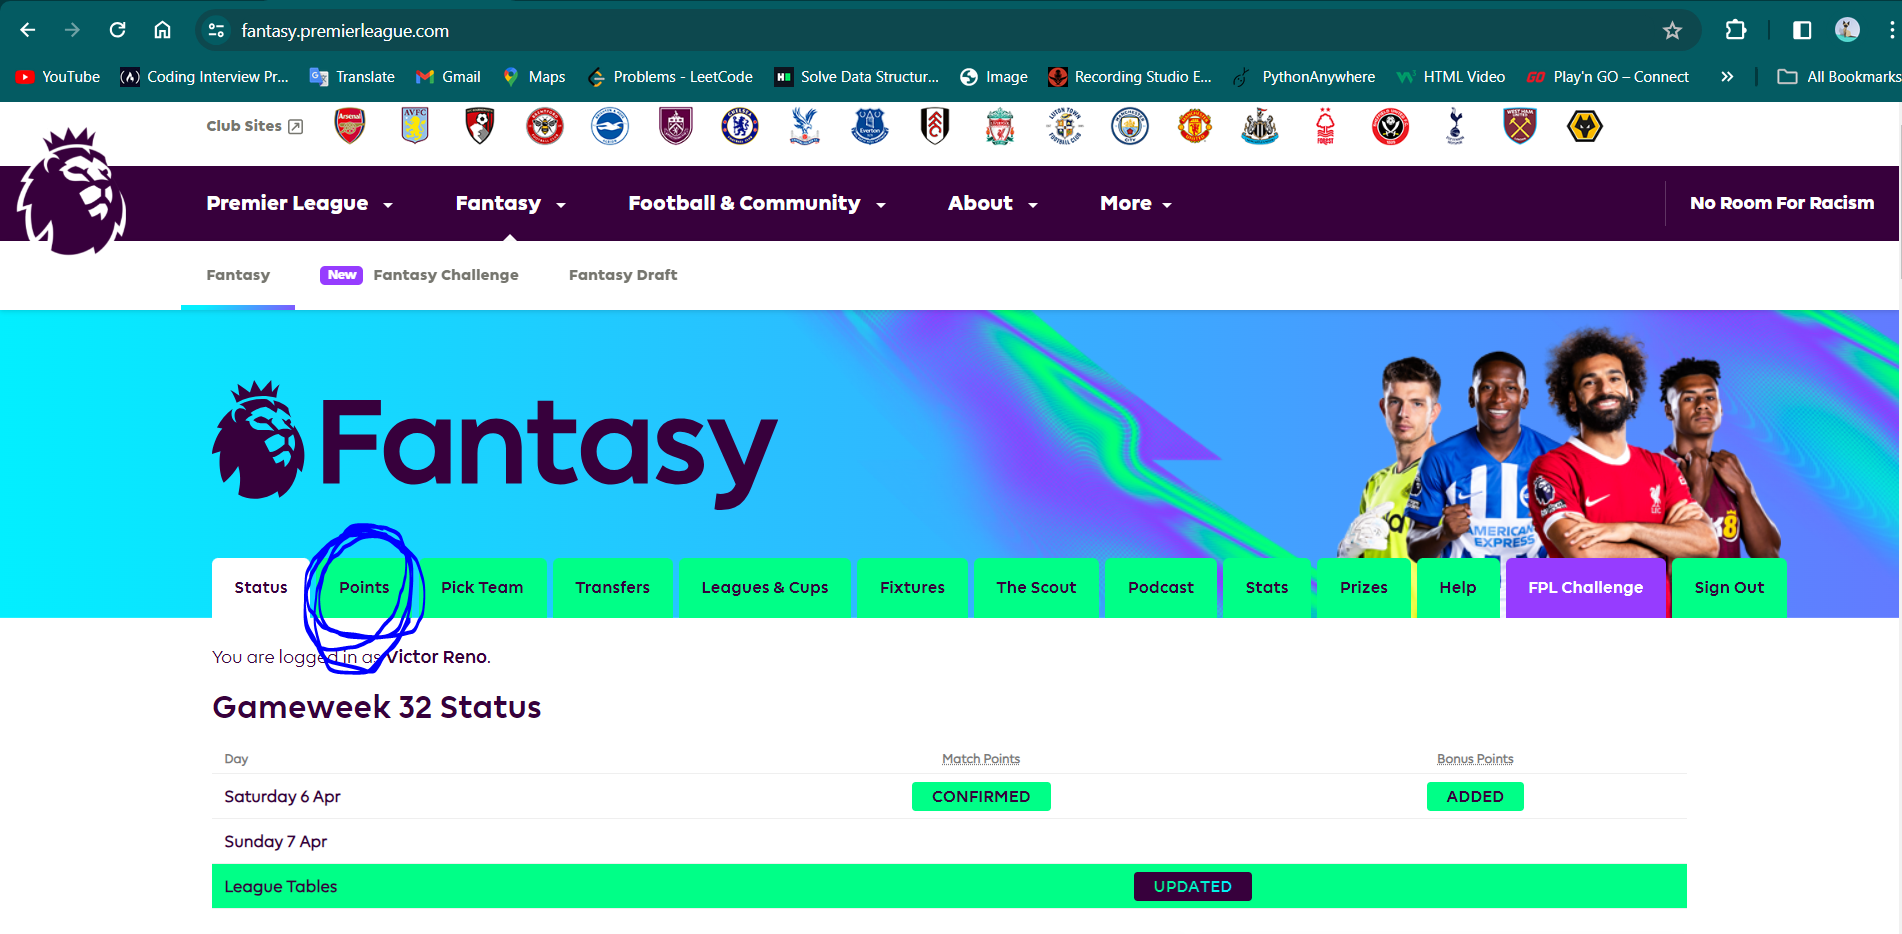 fantasy.premierleague.com
YouTube Coding Interview Pr... Translate Gmail Maps Problems - LeetCode Solve Data Structur... Image Recording Studio E... PythonAnywhere HTML Video Play'n GO – Connect All Bookmarks
Club Sites
Premier League Fantasy Football & Community About More No Room For Racism
Fantasy New Fantasy Challenge Fantasy Draft
Fantasy
AMERICAN
EXPRESS
Status Points Pick Team Transfers Leagues & Cups Fixtures The Scout Podcast Stats Prizes Help FPL Challenge Sign Out
You are logged in as Victor Reno.
Gameweek 32 Status
Day Match Points Bonus Points
Saturday 6 Apr CONFIRMED ADDED
Sunday 7 Apr
League Tables UPDATED